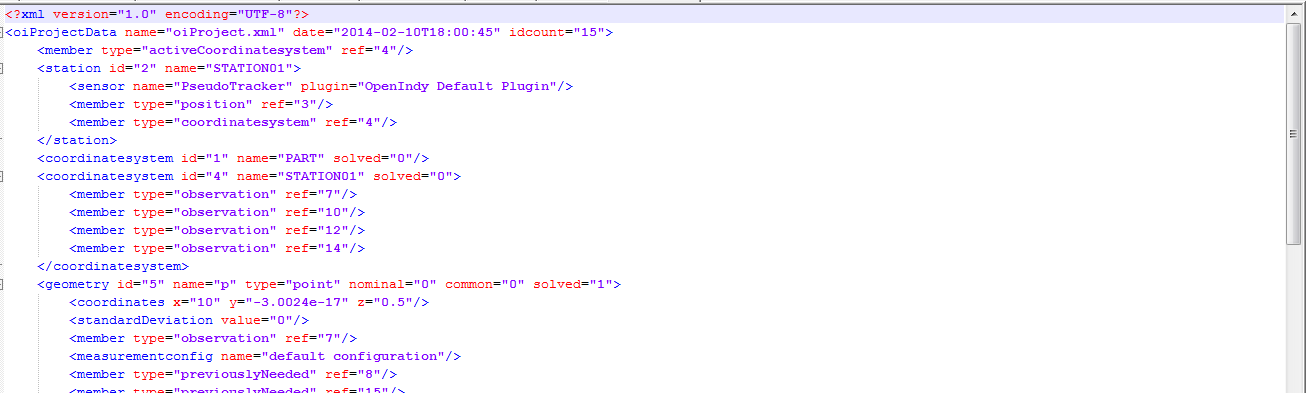 <?xml version="1.0" encoding="UTF-8"?>
<oiProjectData name="oiProject.xml" date="2014-02-10T18:00:45" idcount="15">
<member type="activeCoordinatesystem" ref="4"/>
<station id="2" name="STATION01">
<sensor name="PseudoTracker" plugin="OpenIndy Default Plugin"/>
<member type="position" ref="3"/>
<member type="coordinatesystem" ref="4"/>
</station>
<coordinatesystem id="1" name="PART" solved="0"/>
<coordinatesystem id="4" name="STATION01" solved="0">
<member type="observation" ref="7"/>
<member type="observation" ref="10"/>
<member type="observation" ref="12"/>
<member type="observation" ref="14"/>
</coordinatesystem>
<geometry id="5" name="p" type="point" nominal="0" common="0" solved="1">
<coordinates x="10" y="-3.0024e-17" z="0.5"/>
<standardDeviation value="0"/>
<member type="observation" ref="7"/>
<measurementconfig name="default configuration"/>
<member type="previouslyNeeded" ref="8"/>
<member type="previouslyNeeded" ref="15"/>